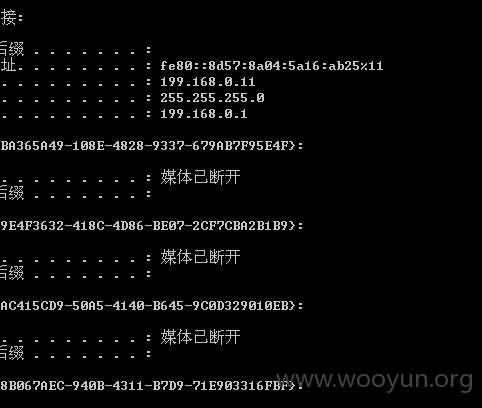 接:
后缀 . . . . . . . :
址. . . . . . . . : fe80::8d57:8a04:5a16:ab25%11
. . . . . . . . . : 199.168.0.11
. . . . . . . . . : 255.255.255.0
. . . . . . . . . : 199.168.0.1
BA365A49-108E-4828-9337-679AB7F95E4F}:
. . . . . . . . . : 媒体已断开
后缀 . . . . . . . :
9E4F3632-418C-4D86-BE07-2CF7CBA2B1B9}:
. . . . . . . . . : 媒体已断开
后缀 . . . . . . . :
AC415CD9-50A5-4140-B645-9C0D329010EB}:
. . . . . . . . . : 媒体已断开
后缀 . . . . . . . :
8B067AEC-940B-4311-B7D9-71E903316FBF}:
www.wooyun.org